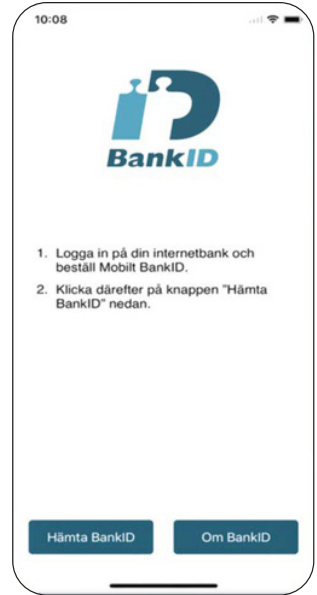 10:08
BankID
1. Logga in på din internetbank och
beställ Mobilt BankID.
2. Klicka därefter på knappen "Hämta
BankID" nedan.
Hämta BankID
Om BankID